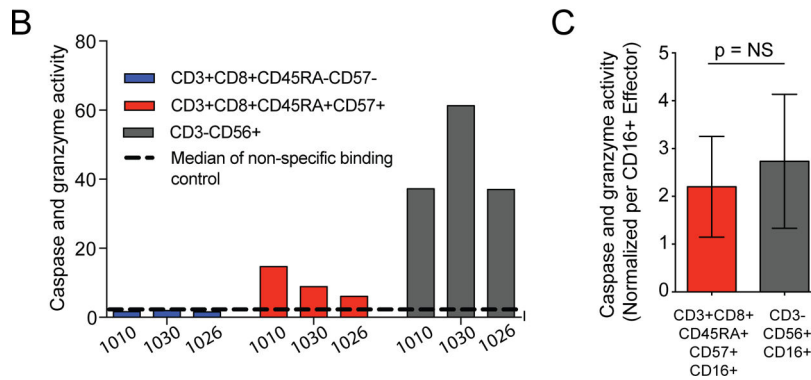 B
Caspase and granzyme activity
80
60
40
20
0
CD3+CD8+CD45RA-CD57-
CD3+CD8+CD45RA+CD57+
CD3-CD56+
Median of non-specific binding
control
1010
1030
1026
1010
1030
1026
1010
1030
1026
C
Caspase and granzyme activity
(Normalized per CD16+ Effector)
5
4
3
2
1
0
p = NS
CD3+CD8+
CD45RA+
CD57+
CD16+
CD3-
CD56+
CD16+